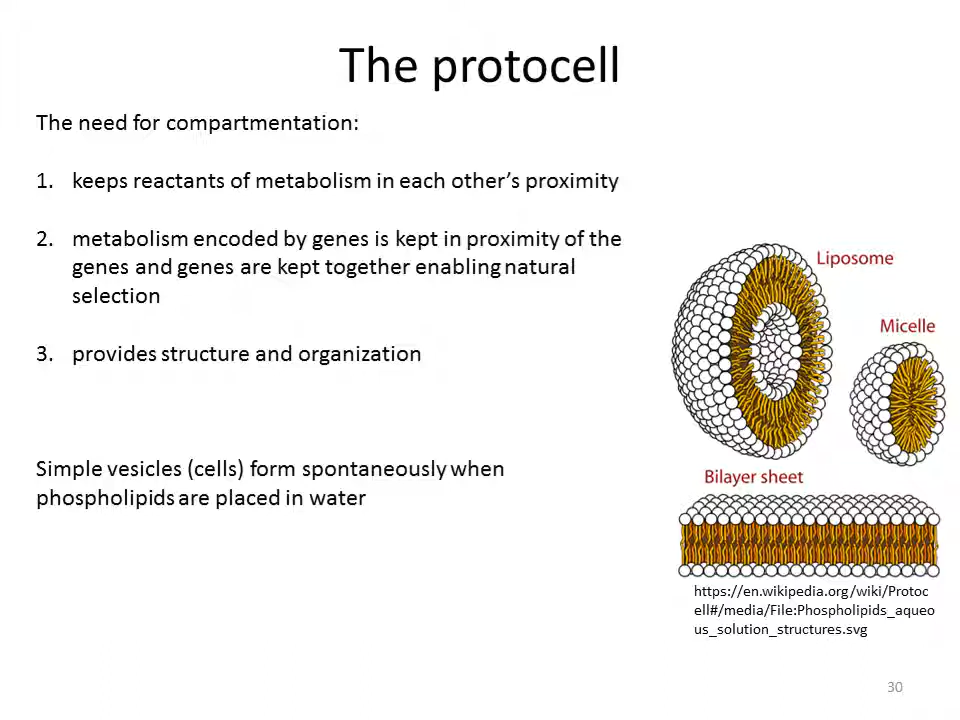 The protocell
The need for compartmentation:
1. keeps reactants of metabolism in each other’s proximity
2. metabolism encoded by genes is kept in proximity of the
genes and genes are kept together enabling natural
selection
3. provides structure and organization
Simple vesicles (cells) form spontaneously when
phospholipids are placed in water
Liposome
Micelle
Bilayer sheet
https://en.wikipedia.org/wiki/Protoc
ell#/media/File:Phospholipids_aqueo
us_solution_structures.svg
30